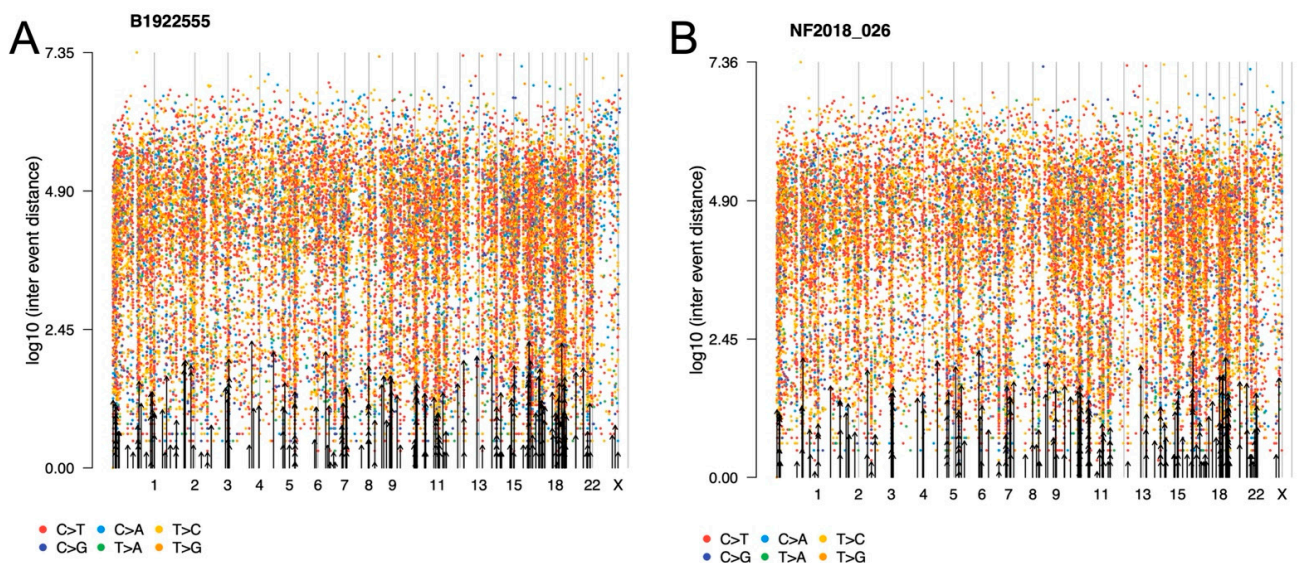 A
B1922555
7.35
4.90
2.45
0.00
log10 (inter event distance)
1 2 3 4 5 6 7 8 9 11 13 15 18 22 X
C>T C>A T>C
C>G T>A T>G
B
NF2018_026
7.36
4.90
2.45
0.00
log10 (inter event distance)
1 2 3 4 5 6 7 8 9 11 13 15 18 22 X
C>T C>A T>C
C>G T>A T>G